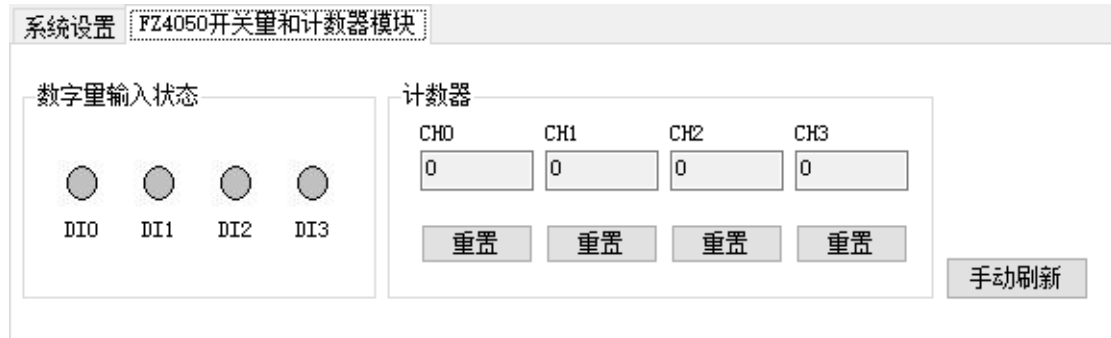 系统设置 FZ4050开关量和计数器模块
数字量输入状态
DI0 DI1 DI2 DI3
计数器
CH0 CH1 CH2 CH3
0 0 0 0
重置 重置 重置 重置
手动刷新